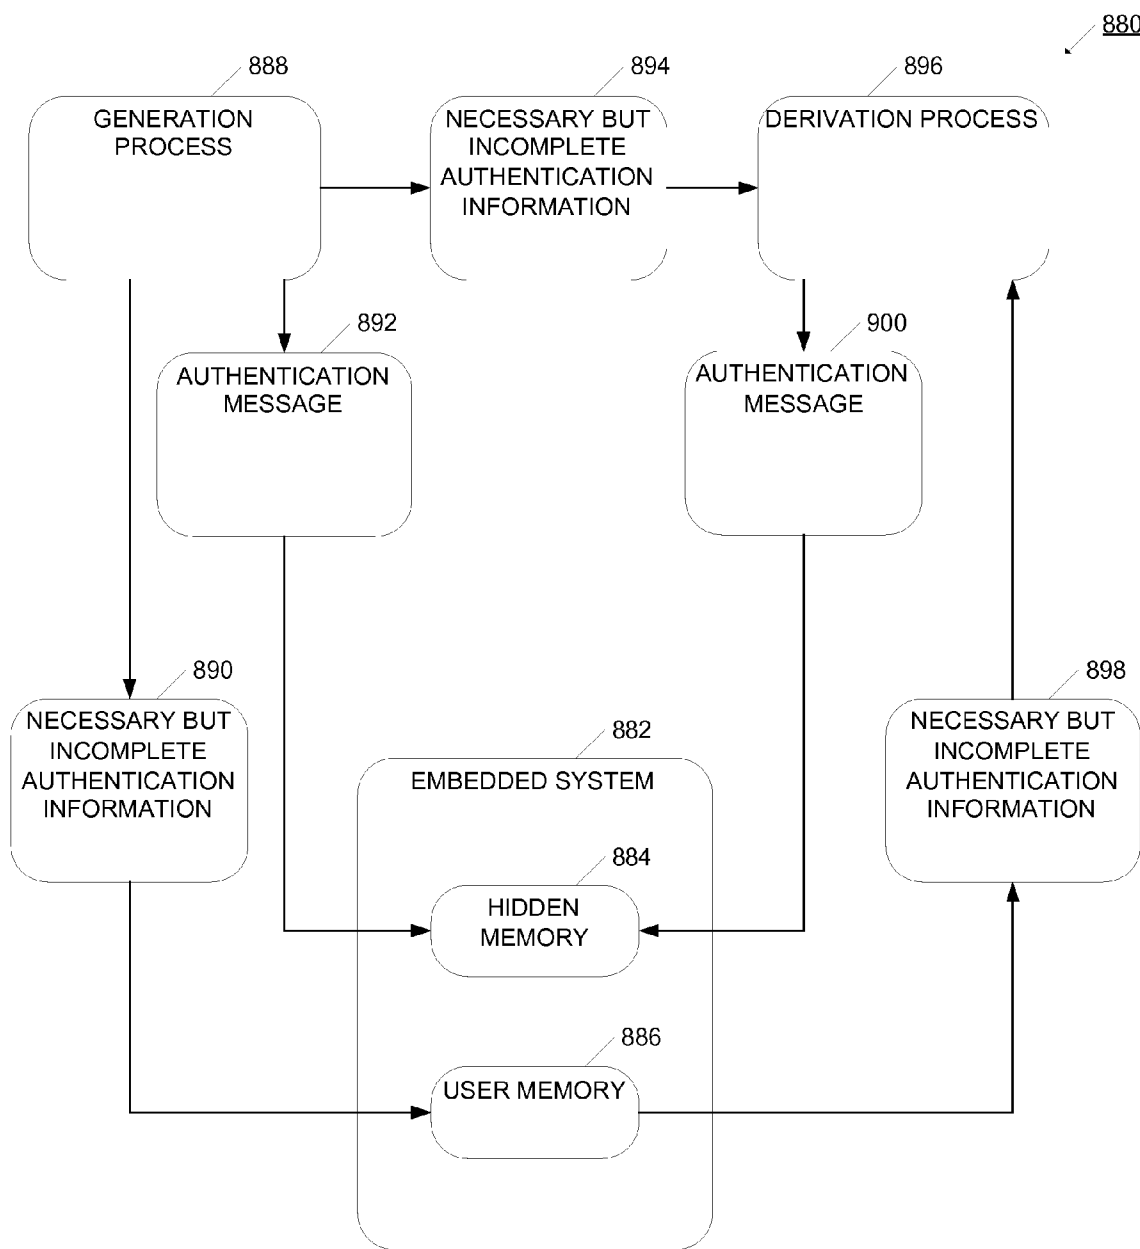 880
888
GENERATION
PROCESS
894
NECESSARY BUT
INCOMPLETE
AUTHENTICATION
INFORMATION
896
DERIVATION PROCESS
892
AUTHENTICATION
MESSAGE
900
AUTHENTICATION
MESSAGE
890
NECESSARY BUT
INCOMPLETE
AUTHENTICATION
INFORMATION
898
NECESSARY BUT
INCOMPLETE
AUTHENTICATION
INFORMATION
882
EMBEDDED SYSTEM
884
HIDDEN
MEMORY
886
USER MEMORY